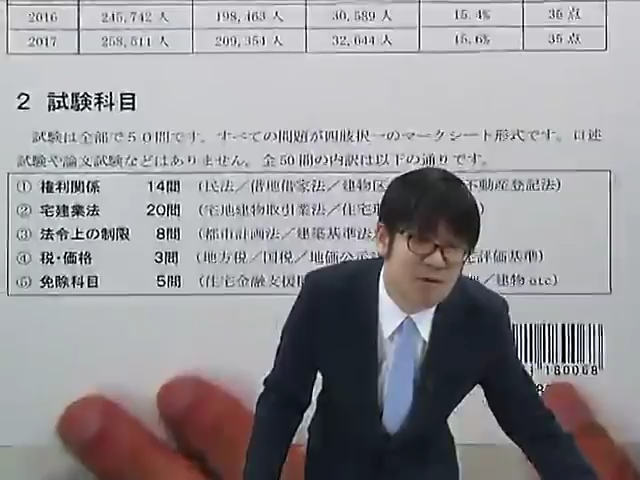 2016 245,742人 198,463人 30,589人 15.4% 35点
2017 258,511人 209,354人 32,644人 15.6% 35点
2 試験科目
試験は全部で50問です。すべての問題が四肢択一のマークシート形式です。口述
試験や論文試験などはありません。全50問の内訳は以下の通りです。
① 権利関係 14問 (民法/借地借家法/建物区 不動産登記法)
② 宅建業法 20問 (宅地建物取引業法/住宅
③ 法令上の制限 8問 (都市計画法/建築基準法
④ 税・価格 3問 (地方税/国税/地価公示 評価基準)
⑤ 免除科目 5問 (住宅金融支援 /建物etc)
180068